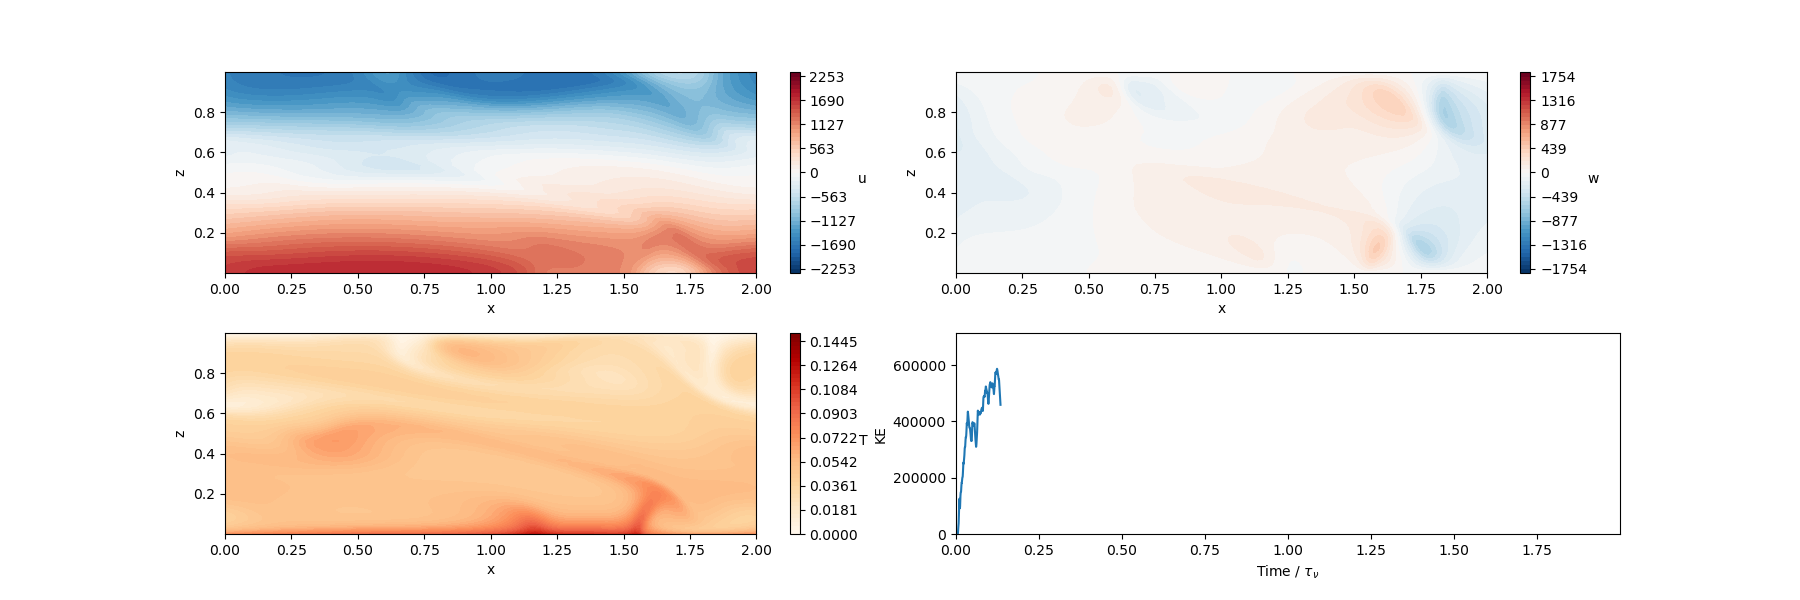 2253
1690
1127
563
0
−563
−1127
−1690
−2253
u
0.8
0.6
0.4
0.2
z
0.00 0.25 0.50 0.75 1.00 1.25 1.50 1.75 2.00
x
1754
1316
877
439
0
−439
−877
−1316
−1754
w
0.8
0.6
0.4
0.2
z
0.00 0.25 0.50 0.75 1.00 1.25 1.50 1.75 2.00
x
0.1445
0.1264
0.1084
0.0903
0.0722
0.0542
0.0361
0.0181
0.0000
T
0.8
0.6
0.4
0.2
z
0.00 0.25 0.50 0.75 1.00 1.25 1.50 1.75 2.00
x
600000
400000
200000
0
KE
0.00 0.25 0.50 0.75 1.00 1.25 1.50 1.75
Time / τν